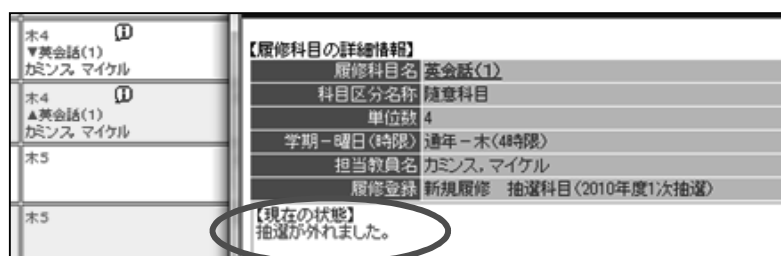 木4 ⓘ
▼英会話(1)
カミンス, マイケル
木4 ⓘ
▲英会話(1)
カミンス, マイケル
木5
木5
【履修科目の詳細情報】
履修科目名 英会話(1)
科目区分名称 随意科目
単位数 4
学期－曜日(時限) 通年－木(4時限)
担当教員名 カミンス, マイケル
履修登録 新規履修 抽選科目(2010年度1次抽選)
【現在の状態】
抽選が外れました。